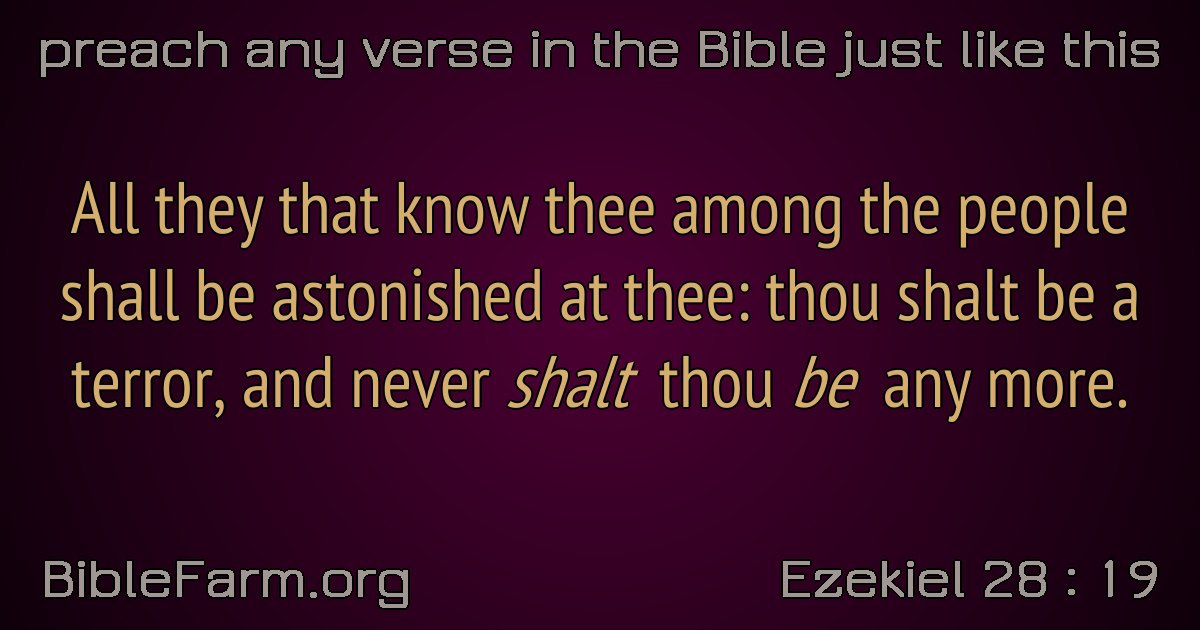 preach any verse in the Bible just like this
All they that know thee among the people
shall be astonished at thee: thou shalt be a
terror, and never shalt thou be any more.
BibleFarm.org
Ezekiel 28 : 19